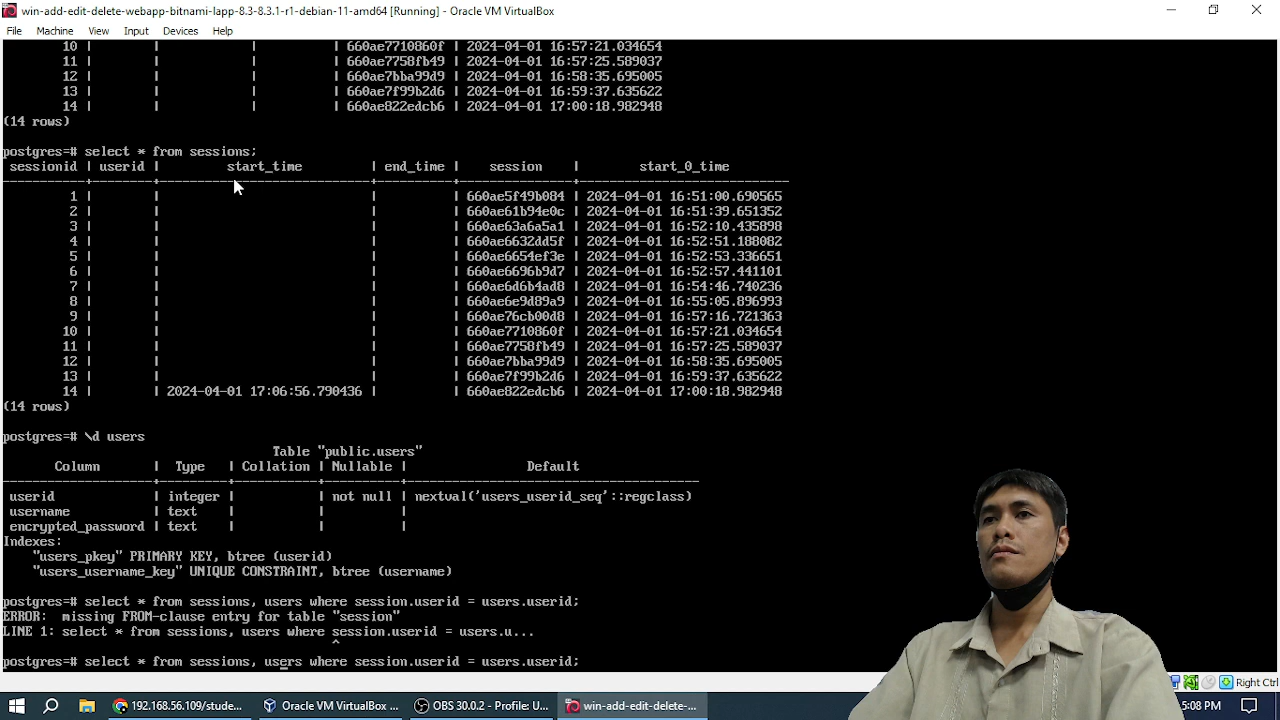 win-add-edit-delete-webapp-bitnami-lapp-8.3-8.3.1-r1-debian-11-amd64 [Running] - Oracle VM VirtualBox
File Machine View Input Devices Help
10 | | | | 660ae7710860f | 2024-04-01 16:57:21.034654
11 | | | | 660ae7758fb49 | 2024-04-01 16:57:25.589037
12 | | | | 660ae7bba99d9 | 2024-04-01 16:58:35.695005
13 | | | | 660ae7f99b2d6 | 2024-04-01 16:59:37.635622
14 | | | | 660ae822edcb6 | 2024-04-01 17:00:18.982948
(14 rows)
postgres=# select * from sessions;
sessionid | userid | start_time | end_time | session | start_0_time
1 | | | | 660ae5f49b084 | 2024-04-01 16:51:00.690565
2 | | | | 660ae61b94e0c | 2024-04-01 16:51:39.651352
3 | | | | 660ae63a6a5a1 | 2024-04-01 16:52:10.435898
4 | | | | 660ae6632dd5f | 2024-04-01 16:52:51.188082
5 | | | | 660ae6654ef3e | 2024-04-01 16:52:53.336651
6 | | | | 660ae6696b9d7 | 2024-04-01 16:52:57.441101
7 | | | | 660ae6d6b4ad8 | 2024-04-01 16:54:46.740236
8 | | | | 660ae6e9d89a9 | 2024-04-01 16:55:05.896993
9 | | | | 660ae76cb00d8 | 2024-04-01 16:57:16.721363
10 | | | | 660ae7710860f | 2024-04-01 16:57:21.034654
11 | | | | 660ae7758fb49 | 2024-04-01 16:57:25.589037
12 | | | | 660ae7bba99d9 | 2024-04-01 16:58:35.695005
13 | | | | 660ae7f99b2d6 | 2024-04-01 16:59:37.635622
14 | | 2024-04-01 17:06:56.790436 | | 660ae822edcb6 | 2024-04-01 17:00:18.982948
(14 rows)
postgres=# \d users
Table "public.users"
Column | Type | Collation | Nullable | Default
userid | integer | | not null | nextval('users_userid_seq'::regclass)
username | text | | |
encrypted_password | text | | |
Indexes:
"users_pkey" PRIMARY KEY, btree (userid)
"users_username_key" UNIQUE CONSTRAINT, btree (username)
postgres=# select * from sessions, users where session.userid = users.userid;
ERROR: missing FROM-clause entry for table "session"
LINE 1: select * from sessions, users where session.userid = users.u...
^
postgres=# select * from sessions, users where session.userid = users.userid;
Right Ctrl
192.168.56.109/stude... Oracle VM VirtualBox ... OBS 30.0.2 - Profile: U... win-add-edit-delete-... 5:08 PM